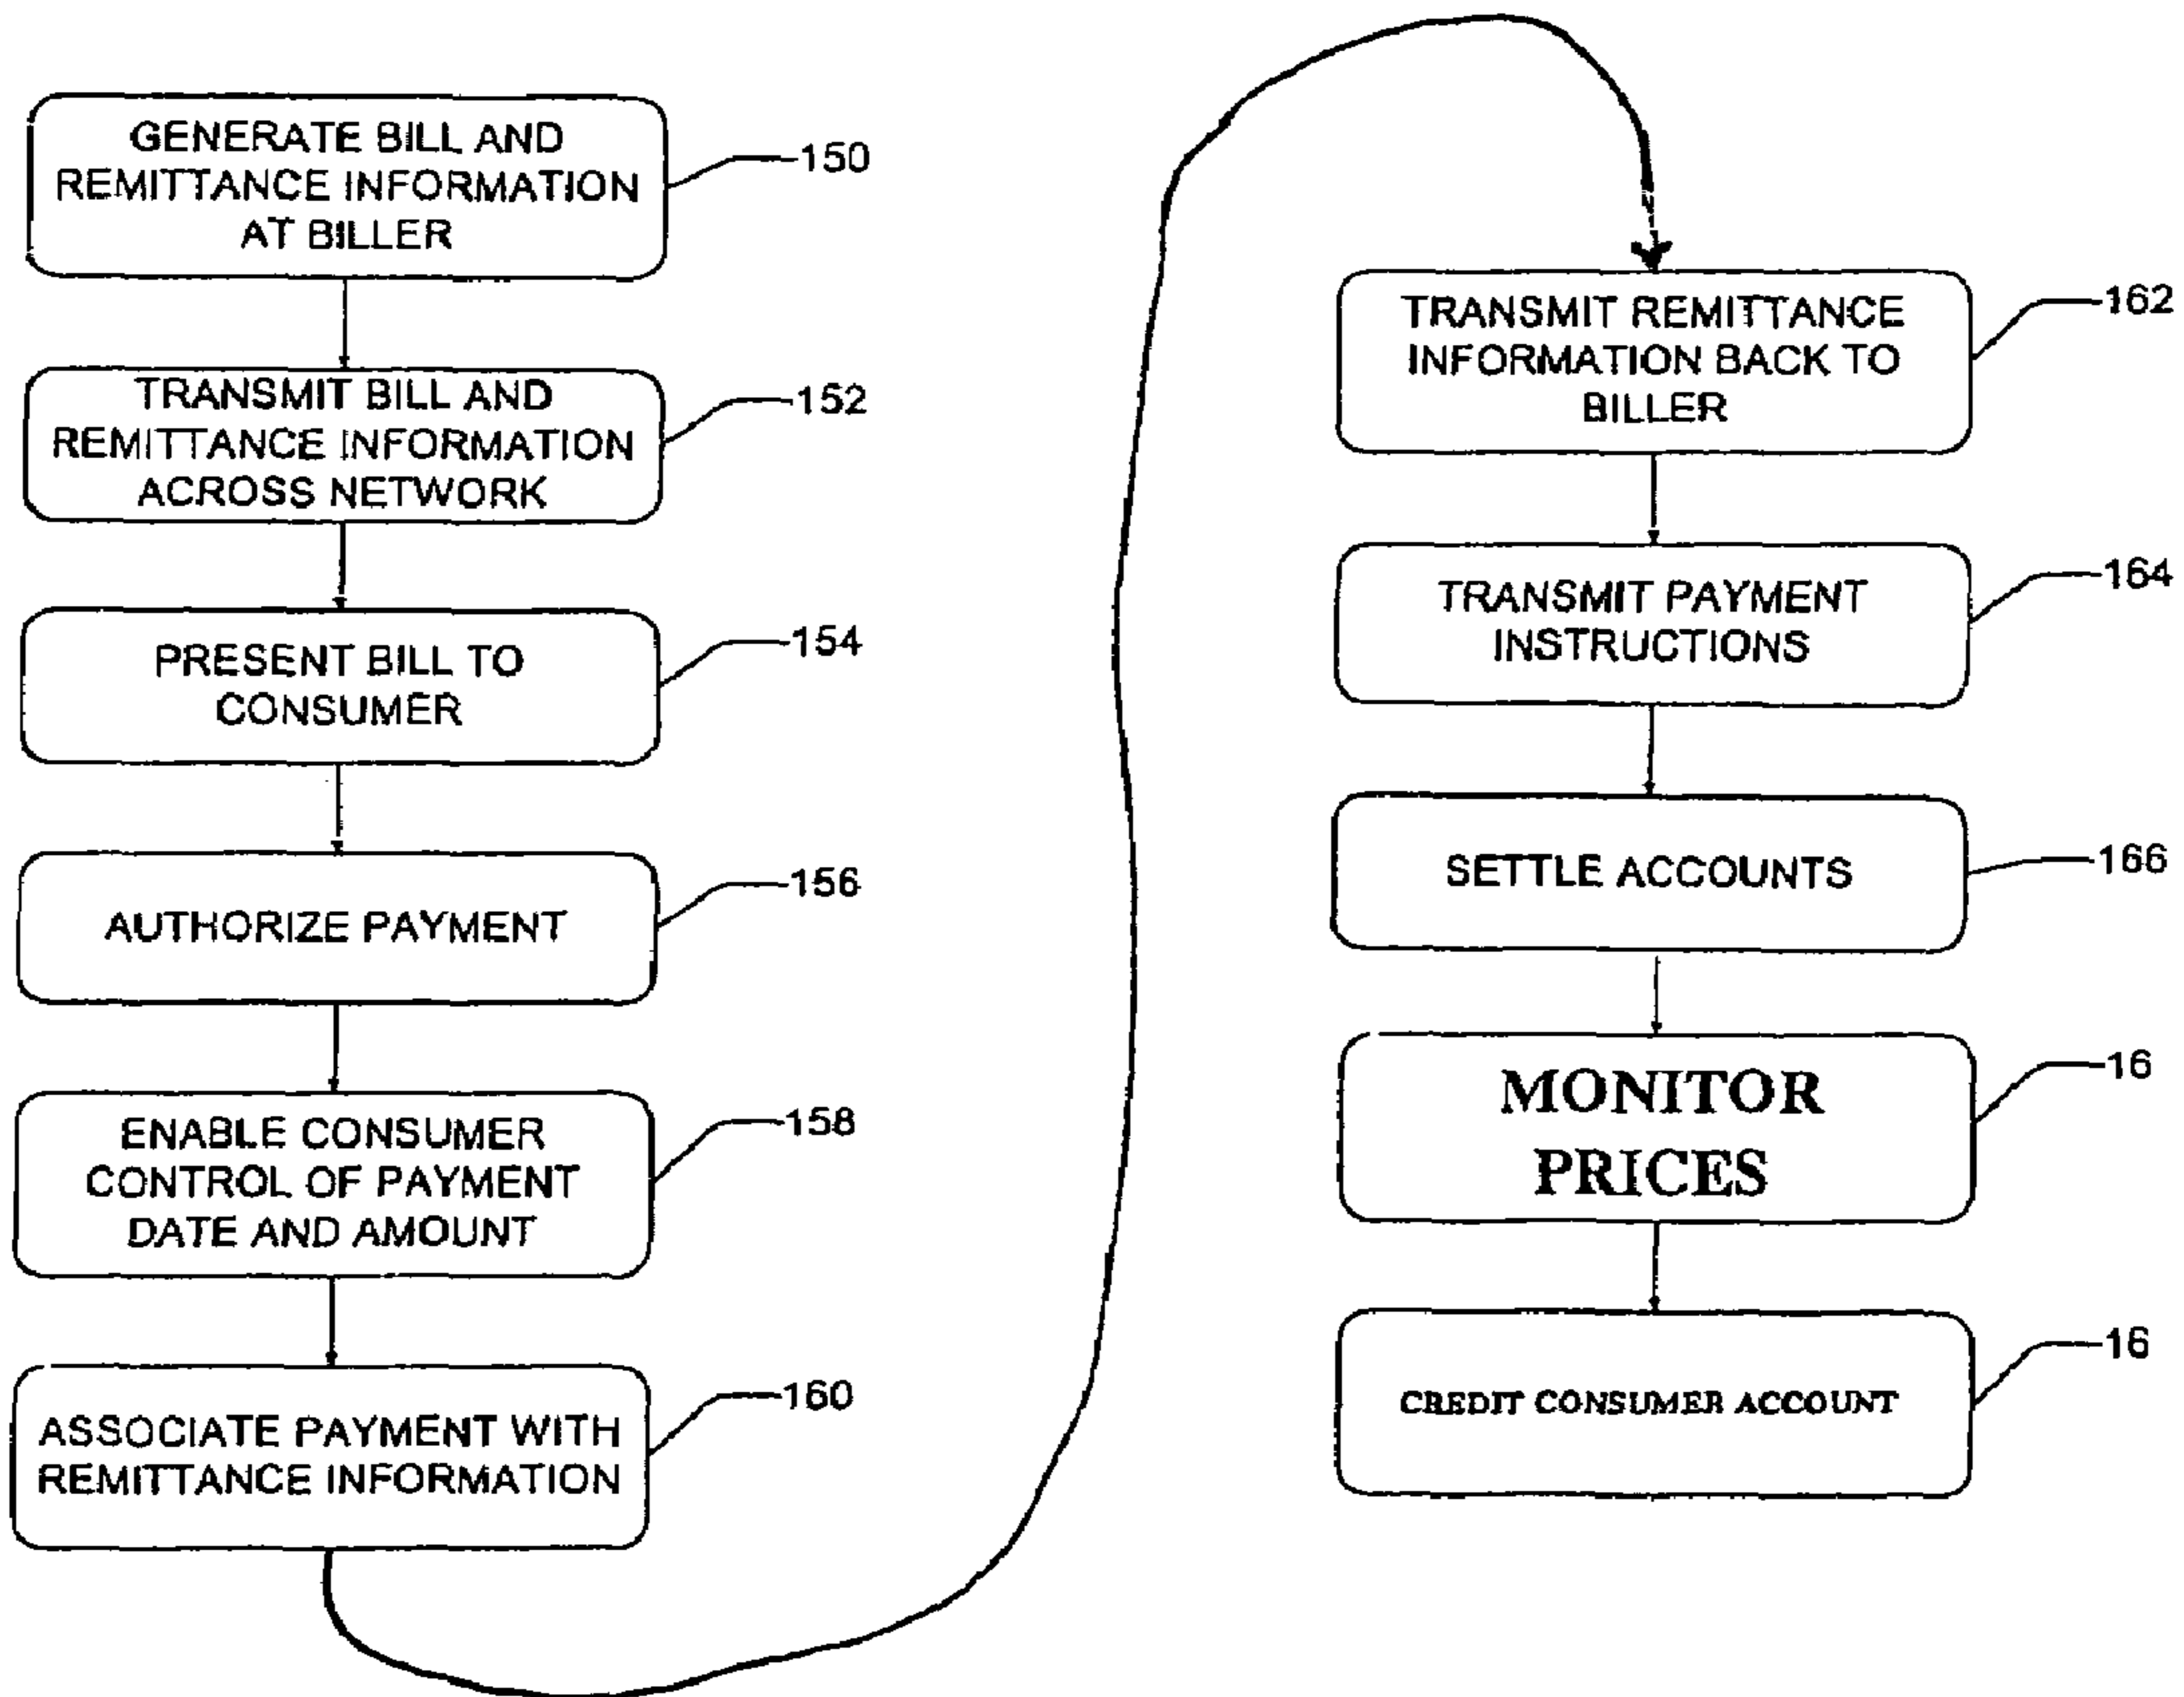 GENERATE BILL AND
REMITTANCE INFORMATION
AT BILLER
150
TRANSMIT BILL AND
REMITTANCE INFORMATION
ACROSS NETWORK
152
PRESENT BILL TO
CONSUMER
154
AUTHORIZE PAYMENT
156
ENABLE CONSUMER
CONTROL OF PAYMENT
DATE AND AMOUNT
158
ASSOCIATE PAYMENT WITH
REMITTANCE INFORMATION
160
TRANSMIT REMITTANCE
INFORMATION BACK TO
BILLER
162
TRANSMIT PAYMENT
INSTRUCTIONS
164
SETTLE ACCOUNTS
166
MONITOR
PRICES
16
CREDIT CONSUMER ACCOUNT
16